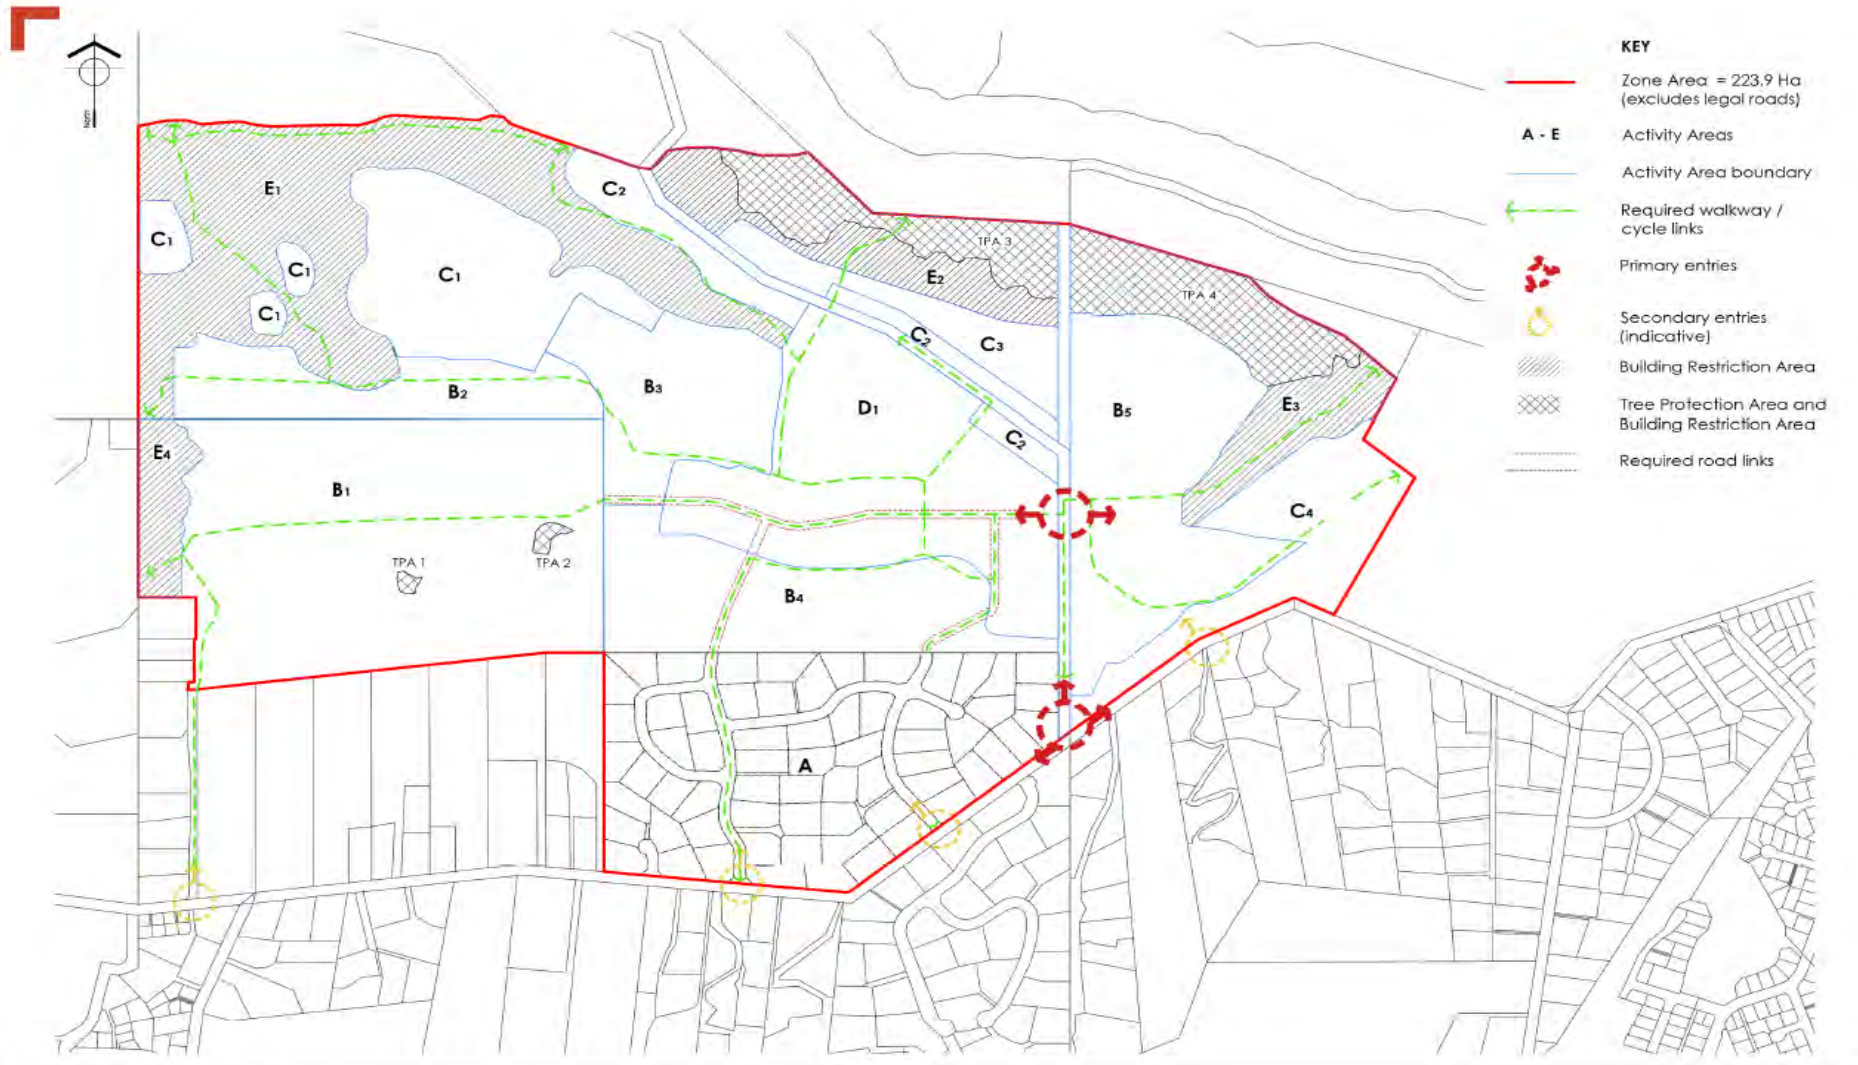 KEY
Zone Area = 223.9 Ha
(excludes legal roads)
A - E Activity Areas
Activity Area boundary
Required walkway /
cycle links
Primary entries
Secondary entries
(indicative)
Building Restriction Area
Tree Protection Area and
Building Restriction Area
Required road links
North
E1
C2
C1
C1
C1
C1
TPA 3
E2
TPA 4
C2
C3
B2
B3
D1
B5
E3
C2
E4
B1
C4
TPA 1
TPA 2
B4
A